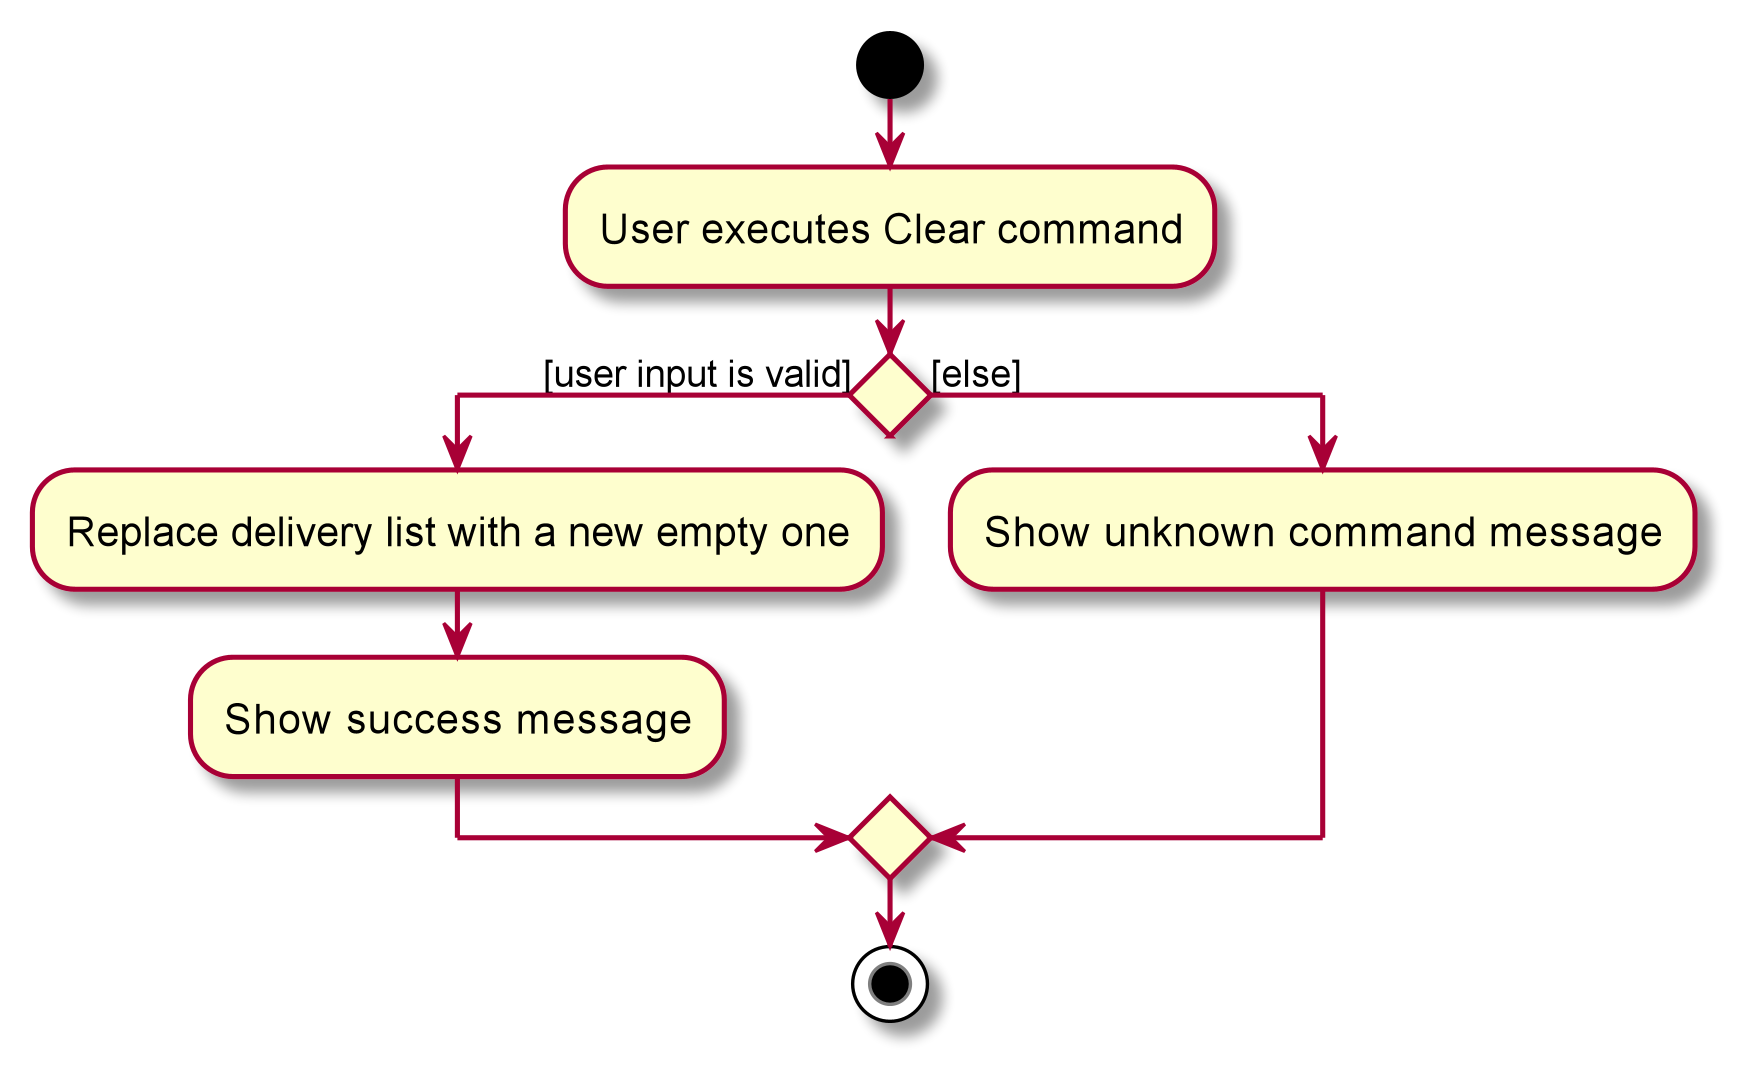 User executes Clear command
[user input is valid]
[else]
Replace delivery list with a new empty one
Show unknown command message
Show success message